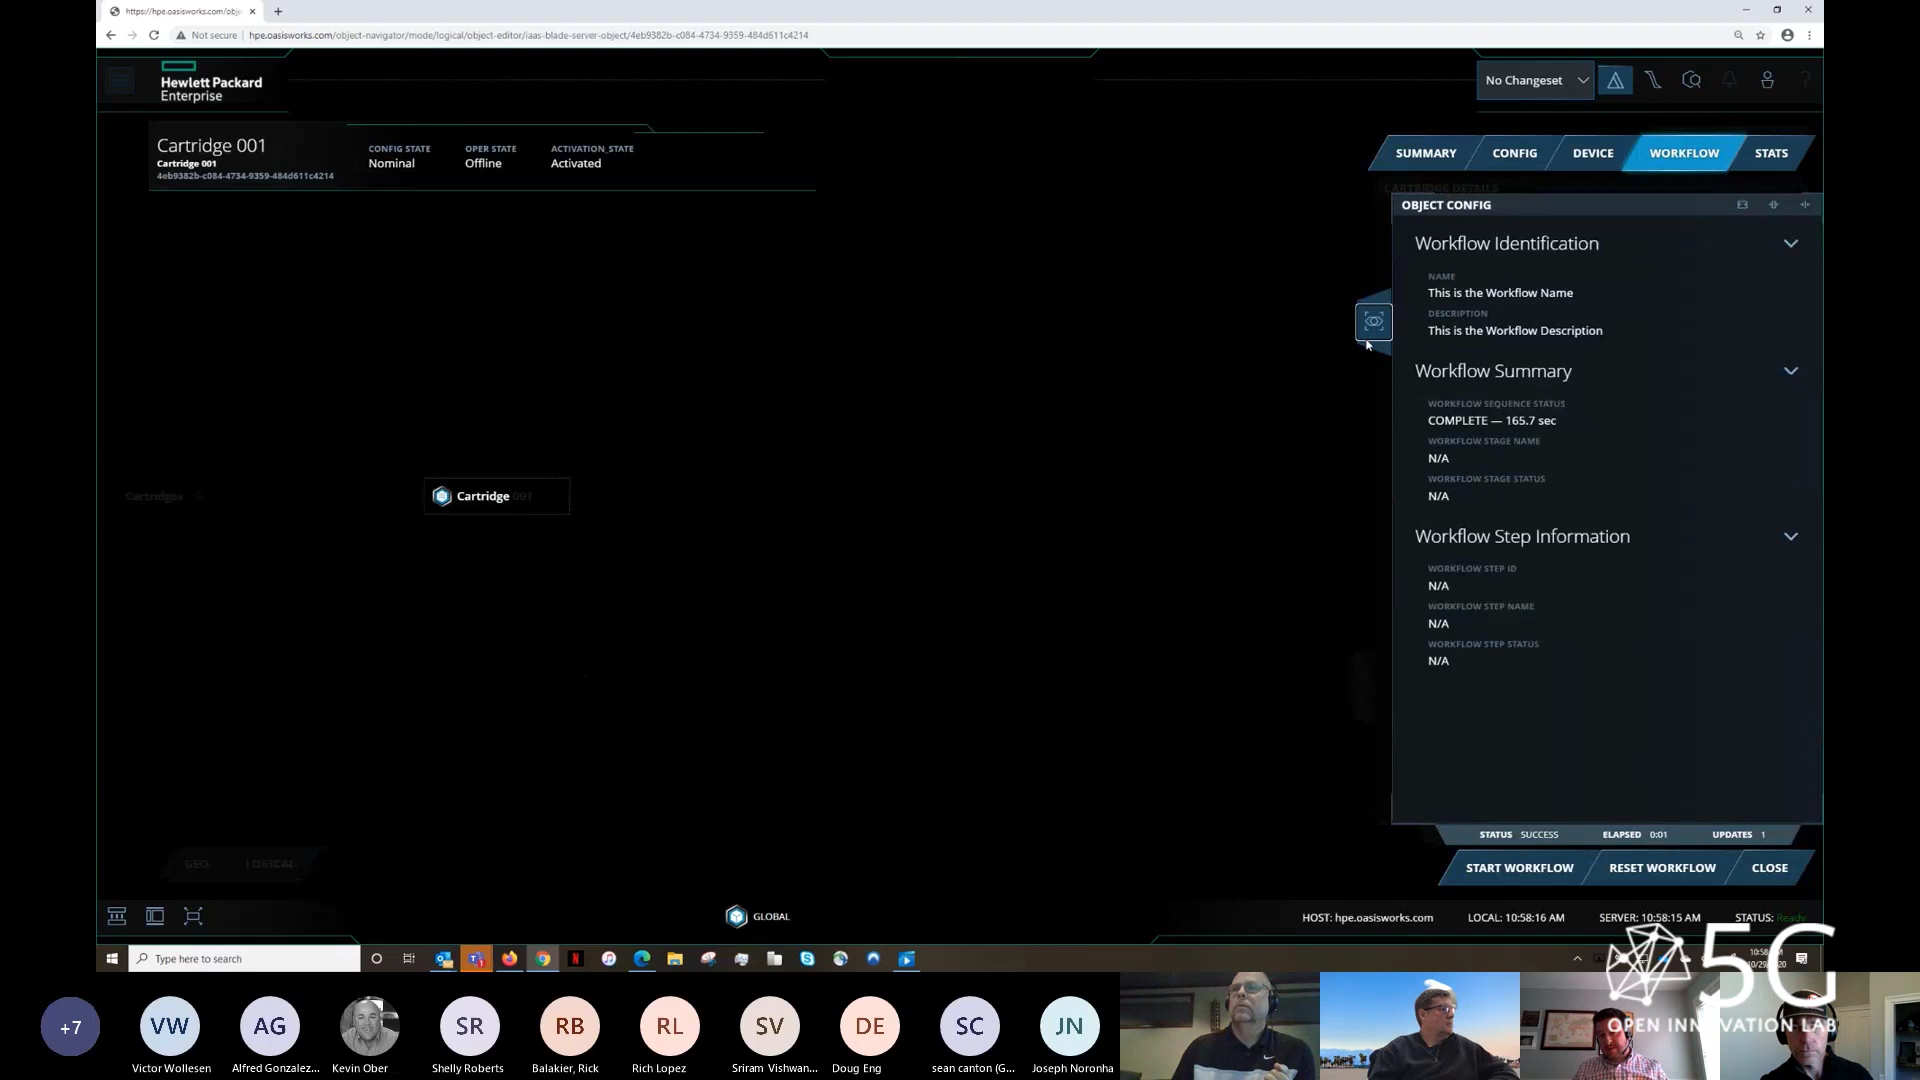 https://hpe.oasisworks.com/obje
Not secure
hpe.oasisworks.com/object-navigator/mode/logical/object-editor/iaas-blade-server-object/4eb9382b-c084-4734-9359-484d611c4214
Hewlett Packard
Enterprise
No Changeset
Cartridge 001
Cartridge 001
4eb9382b-c084-4734-9359-484d611c4214
CONFIG STATE
Nominal
OPER STATE
Offline
ACTIVATION_STATE
Activated
SUMMARY
CONFIG
DEVICE
WORKFLOW
STATS
CARTRIDGE DETAILS
OBJECT CONFIG
Workflow Identification
NAME
This is the Workflow Name
DESCRIPTION
This is the Workflow Description
Workflow Summary
WORKFLOW SEQUENCE STATUS
COMPLETE — 165.7 sec
WORKFLOW STAGE NAME
N/A
WORKFLOW STAGE STATUS
N/A
Workflow Step Information
WORKFLOW STEP ID
N/A
WORKFLOW STEP NAME
N/A
WORKFLOW STEP STATUS
N/A
Cartridges
Cartridge 001
STATUS SUCCESS
ELAPSED 0:01
UPDATES 1
START WORKFLOW
RESET WORKFLOW
CLOSE
GEO
LOGICAL
GLOBAL
HOST: hpe.oasisworks.com
LOCAL: 10:58:16 AM
SERVER: 10:58:15 AM
STATUS: Ready
Type here to search
5G
OPEN INNOVATION LAB
+7
VW
AG
SR
RB
RL
SV
DE
SC
JN
Victor Wollesen
Alfred Gonzalez...
Kevin Ober
Shelly Roberts
Balakier, Rick
Rich Lopez
Sriram Vishwan...
Doug Eng
sean canton (G...
Joseph Noronha